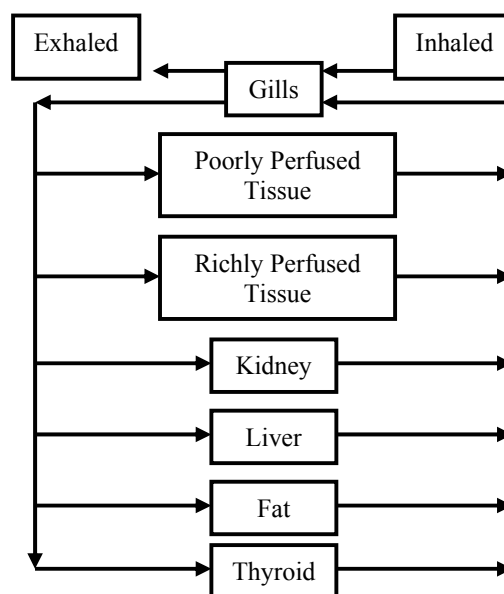 Exhaled
Inhaled
Gills
Poorly Perfused
Tissue
Richly Perfused
Tissue
Kidney
Liver
Fat
Thyroid